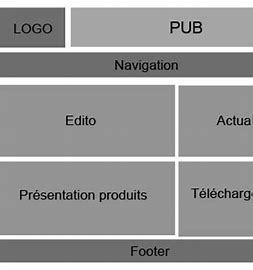 LOGO
PUB
Navigation
Edito
Actual
Présentation produits
Télécharge
Footer